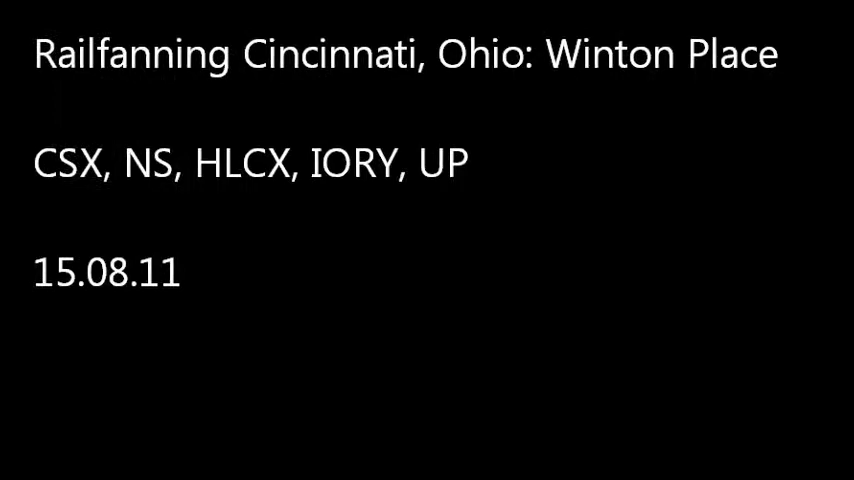 Railfanning Cincinnati, Ohio: Winton Place
CSX, NS, HLCX, IORY, UP
15.08.11